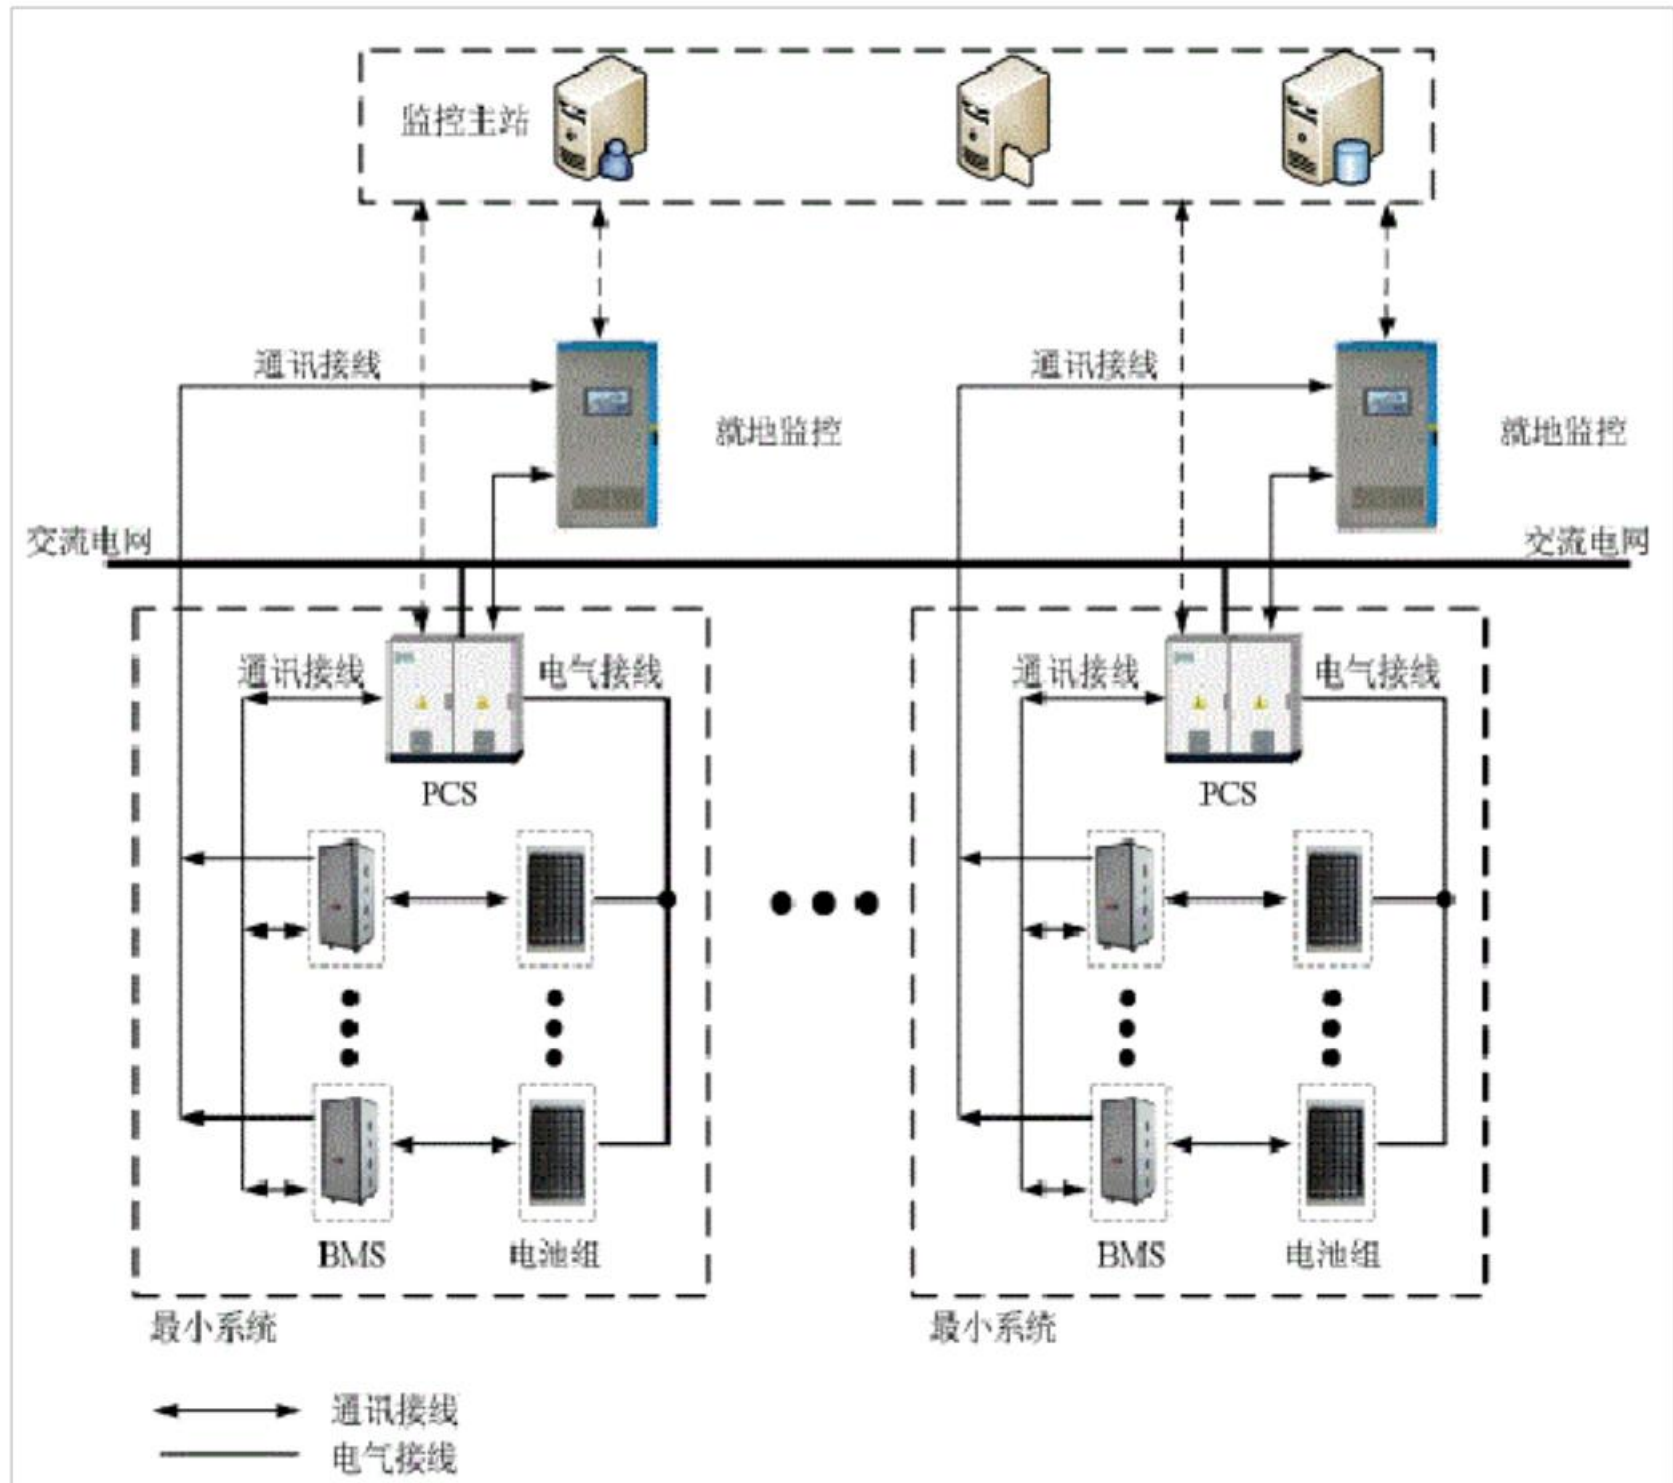 监控主站
通讯接线
通讯接线
就地监控
就地监控
交流电网
交流电网
通讯接线
电气接线
通讯接线
电气接线
PCS
PCS
BMS
电池组
BMS
电池组
最小系统
最小系统
通讯接线
电气接线